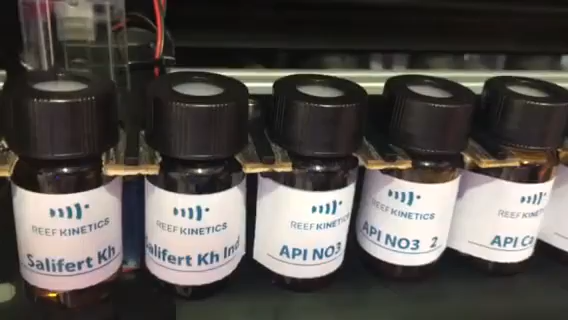 REEF KINETICS
Salifert Kh
REEF KINETICS
Salifert Kh Ind
REEF KINETICS
API NO3
REEF KINETICS
API NO3 2
REEF KINETICS
API Ca